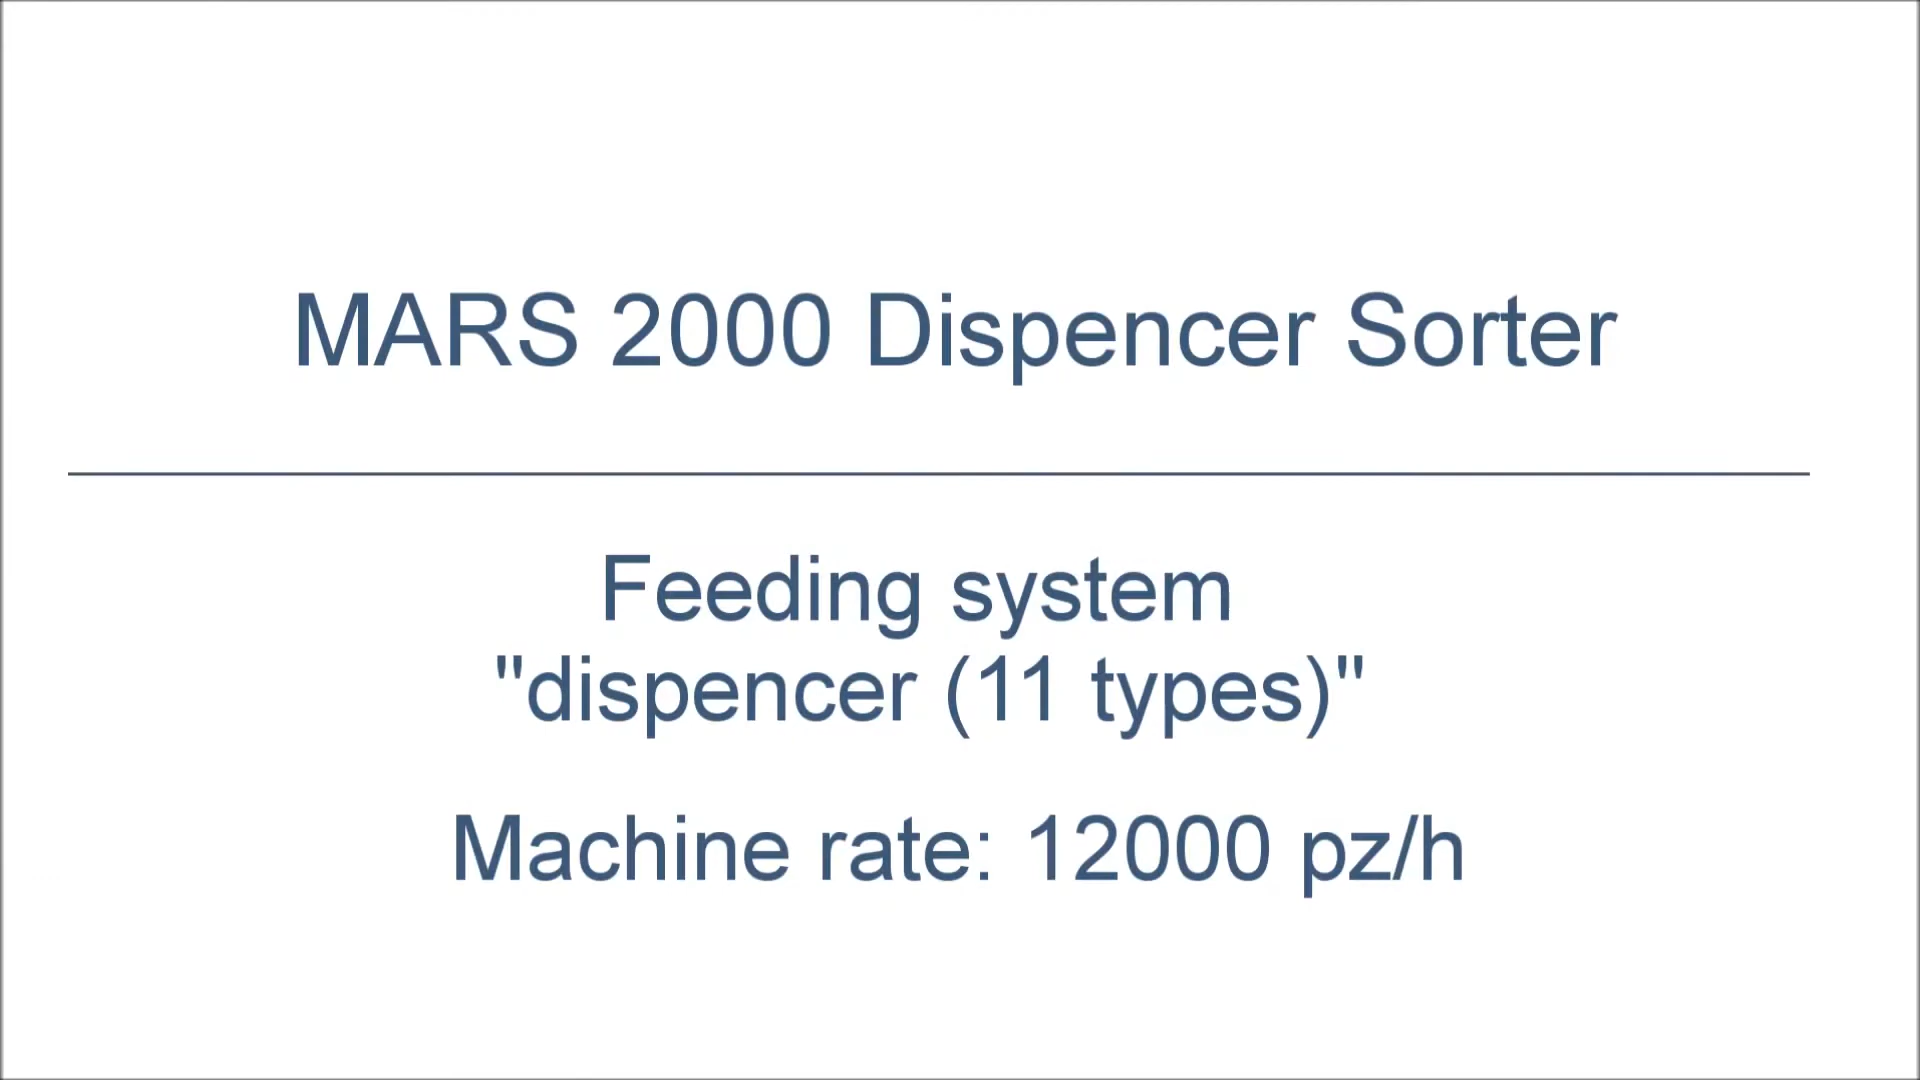 MARS 2000 Dispencer Sorter
Feeding system
"dispencer (11 types)"
Machine rate: 12000 pz/h